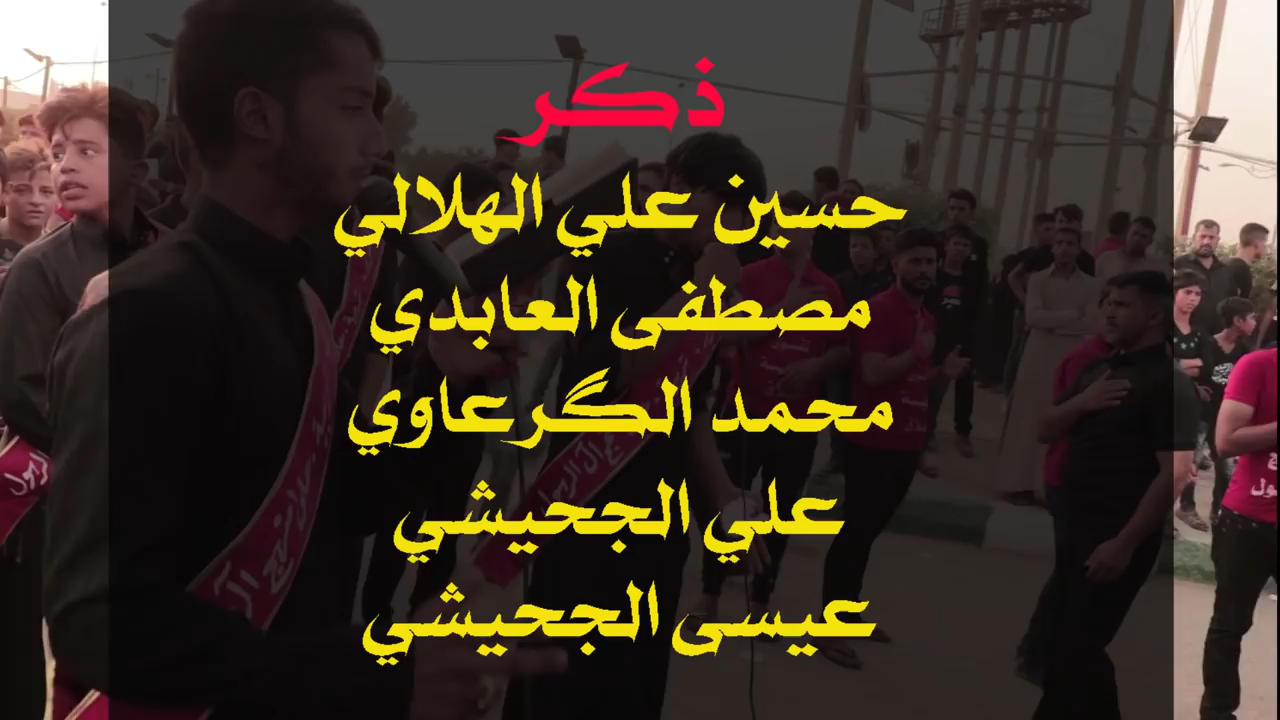 ذكر
حسين علي الهلالي
مصطفى العابدي
محمد الگرعاوي
علي الجحيشي
عيسى الجحيشي